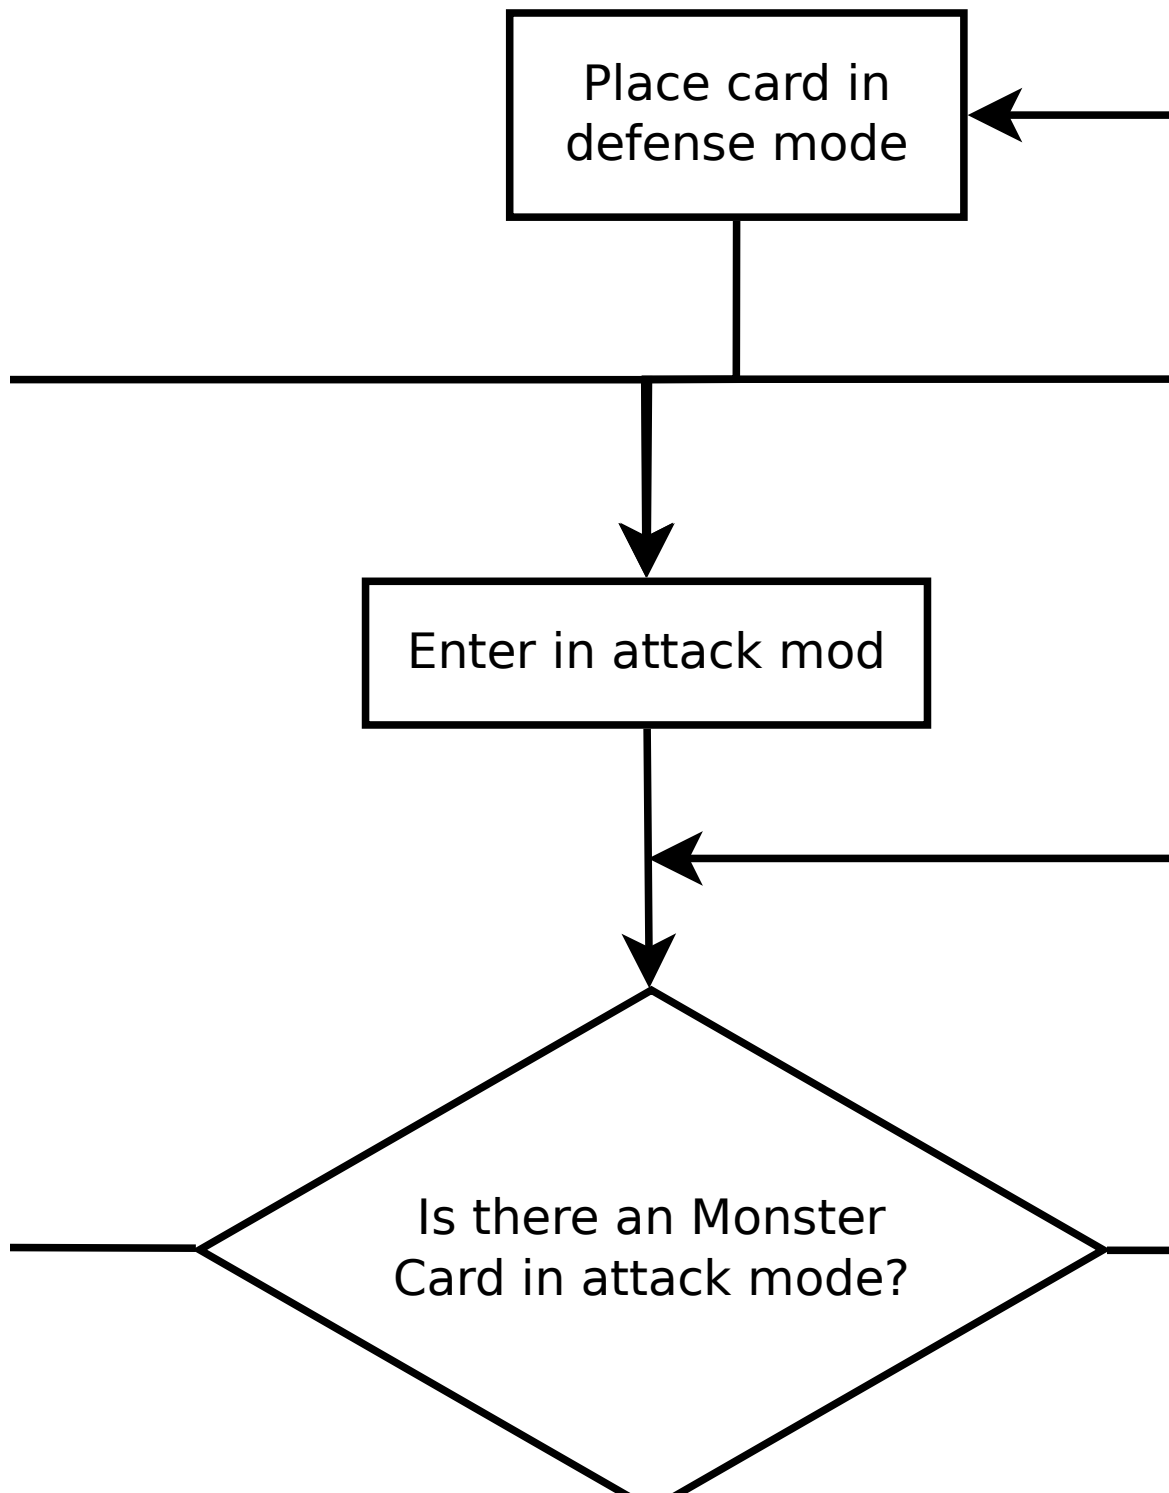 Place card in
defense mode
Enter in attack mod
Is there an Monster
Card in attack mode?